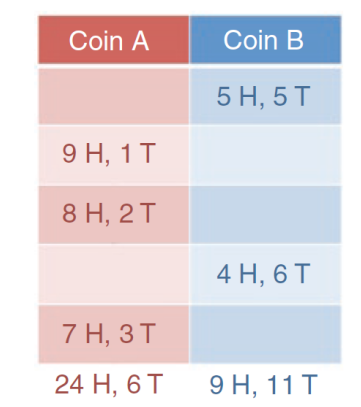 Coin A Coin B
5 H, 5 T
9 H, 1 T
8 H, 2 T
4 H, 6 T
7 H, 3 T
24 H, 6 T 9 H, 11 T